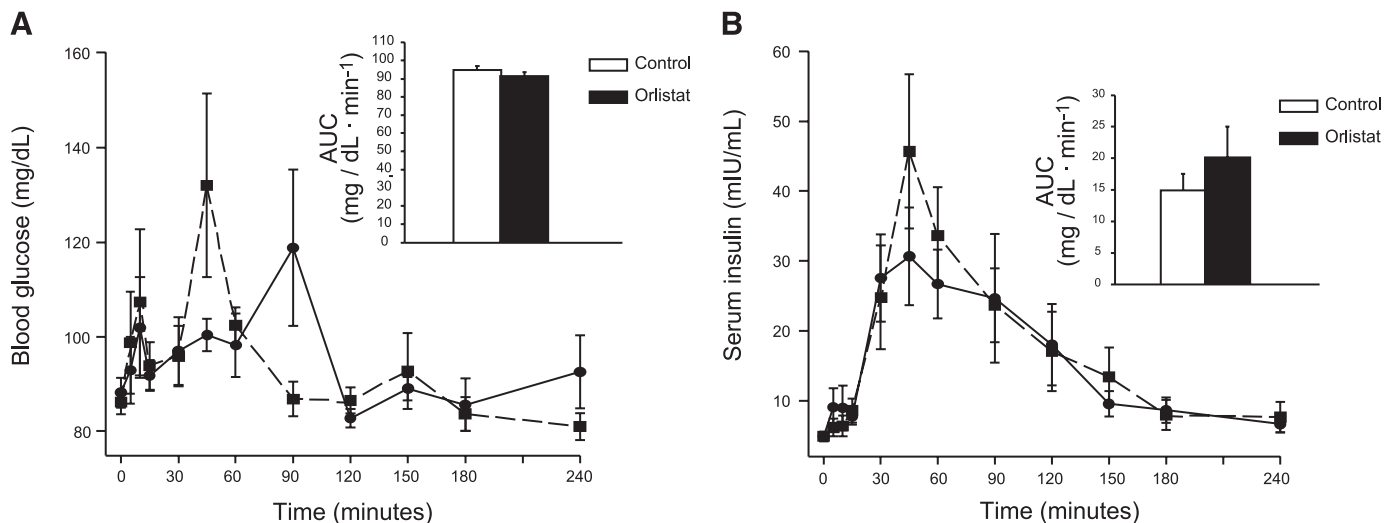 A
160
140
120
100
80
Blood glucose (mg/dL)
0 30 60 90 120 150 180 240
Time (minutes)
110
100
90
80
70
60
50
40
30
20
10
0
AUC
(mg / dL · min-1)
Control
Orlistat
B
60
50
40
30
20
10
Serum insulin (mIU/mL)
0 30 60 90 120 150 180 240
Time (minutes)
30
25
20
15
10
5
0
AUC
(mg / dL · min-1)
Control
Orlistat